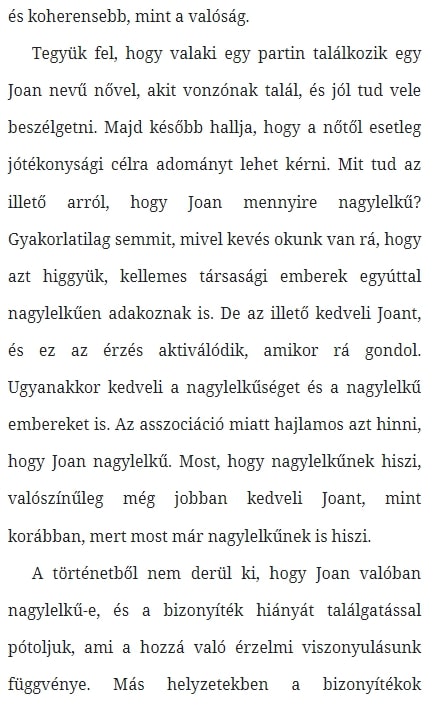 és koherensebb, mint a valóság.
Tegyük fel, hogy valaki egy partin találkozik egy
Joan nevű nővel, akit vonzónak talál, és jól tud vele
beszélgetni. Majd később hallja, hogy a nőtől esetleg
jótékonysági célra adományt lehet kérni. Mit tud az
illető arról, hogy Joan mennyire nagylelkű?
Gyakorlatilag semmit, mivel kevés okunk van rá, hogy
azt higgyük, kellemes társasági emberek egyúttal
nagylelkűen adakoznak is. De az illető kedveli Joant,
és ez az érzés aktiválódik, amikor rá gondol.
Ugyanakkor kedveli a nagylelkűséget és a nagylelkű
embereket is. Az asszociáció miatt hajlamos azt hinni,
hogy Joan nagylelkű. Most, hogy nagylelkűnek hiszi,
valószínűleg még jobban kedveli Joant, mint
korábban, mert most már nagylelkűnek is hiszi.
A történetből nem derül ki, hogy Joan valóban
nagylelkű-e, és a bizonyíték hiányát találgatással
pótoljuk, ami a hozzá való érzelmi viszonyulásunk
függvénye. Más helyzetekben a bizonyítékok